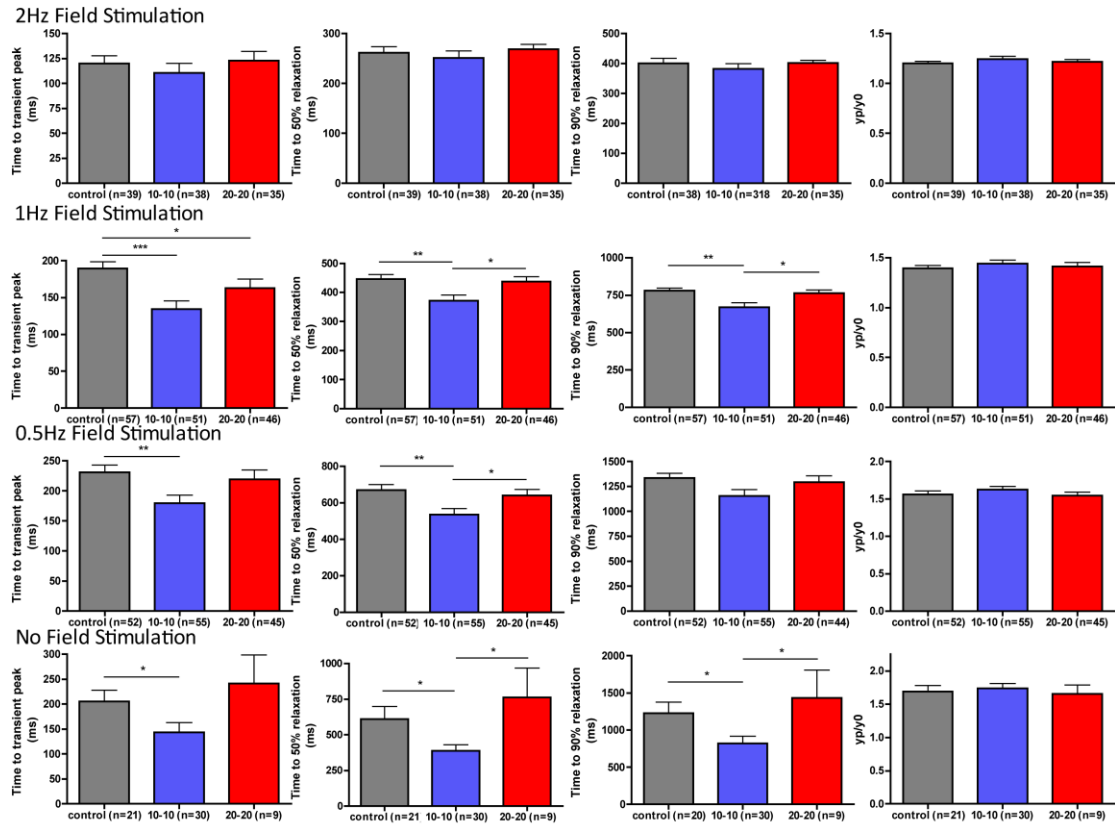 2Hz Field Stimulation
Time to transient peak
(ms)
150
125
100
75
50
25
0
control (n=39) 10-10 (n=38) 20-20 (n=35)
Time to 50% relaxation
(ms)
300
200
100
0
control (n=39) 10-10 (n=38) 20-20 (n=35)
Time to 90% relaxation
(ms)
500
400
300
200
100
0
control (n=38) 10-10 (n=318 20-20 (n=35)
yp/y0
1.5
1.0
0.5
0.0
control (n=39) 10-10 (n=38) 20-20 (n=35)
1Hz Field Stimulation
Time to transient peak
(ms)
200
150
100
50
0
*
***
control (n=57) 10-10 (n=51) 20-20 (n=46)
Time to 50% relaxation
(ms)
500
400
300
200
100
0
** *
control (n=57) 10-10 (n=51) 20-20 (n=46)
Time to 90% relaxation
(ms)
1000
750
500
250
0
** *
control (n=57) 10-10 (n=51) 20-20 (n=46)
yp/y0
1.5
1.0
0.5
0.0
control (n=57) 10-10 (n=51) 20-20 (n=46)
0.5Hz Field Stimulation
Time to transient peak
(ms)
250
200
150
100
50
0
**
control (n=52) 10-10 (n=55) 20-20 (n=45)
Time to 50% relaxation
(ms)
800
600
400
200
0
** *
control (n=52) 10-10 (n=55) 20-20 (n=45)
Time to 90% relaxation
(ms)
1500
1250
1000
750
500
250
0
control (n=52) 10-10 (n=55) 20-20 (n=44)
yp/y0
2.0
1.5
1.0
0.5
0.0
control (n=52) 10-10 (n=55) 20-20 (n=45)
No Field Stimulation
Time to transient peak
(ms)
300
250
200
150
100
50
0
*
control (n=21) 10-10 (n=30) 20-20 (n=9)
Time to 50% relaxation
(ms)
1000
750
500
250
0
* *
control (n=21 10-10 (n=30) 20-20 (n=9)
Time to 90% relaxation
(ms)
2000
1500
1000
500
0
* *
control (n=20) 10-10 (n=30) 20-20 (n=9)
yp/y0
2.0
1.5
1.0
0.5
0.0
control (n=21) 10-10 (n=30) 20-20 (n=9)